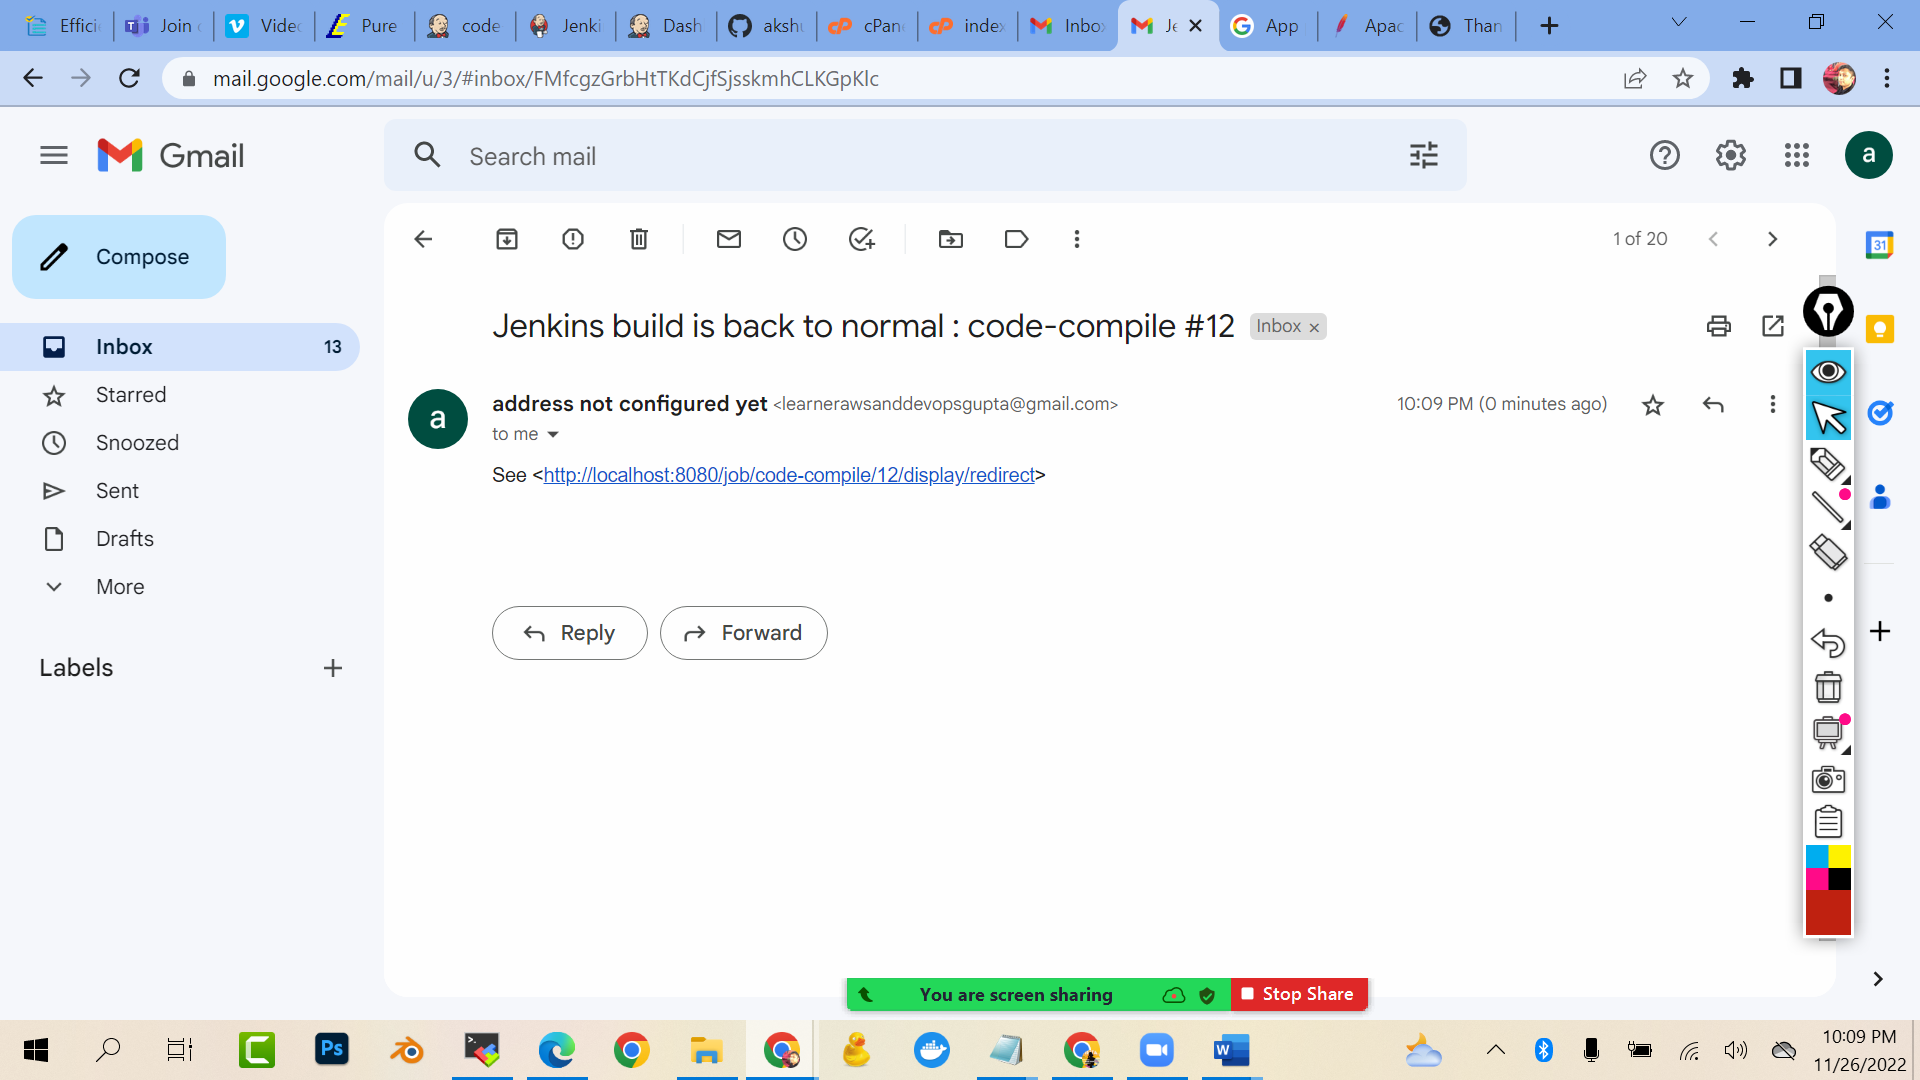 Effici
Join
Video
Pure
code
Jenki
Dash
akshu
cPan
index
Inbox
Je
App
Apac
Than
mail.google.com/mail/u/3/#inbox/FMfcgzGrbHtTKdCjfSjsskmhCLKGpKlc
Gmail
Search mail
a
Compose
1 of 20
31
Jenkins build is back to normal : code-compile #12
Inbox ×
Inbox 13
Starred
Snoozed
Sent
Drafts
More
Labels
a
address not configured yet <learnerawsanddevopsgupta@gmail.com>
10:09 PM (0 minutes ago)
to me
See <http://localhost:8080/job/code-compile/12/display/redirect>
Reply
Forward
You are screen sharing
Stop Share
Ps
W
10:09 PM
11/26/2022